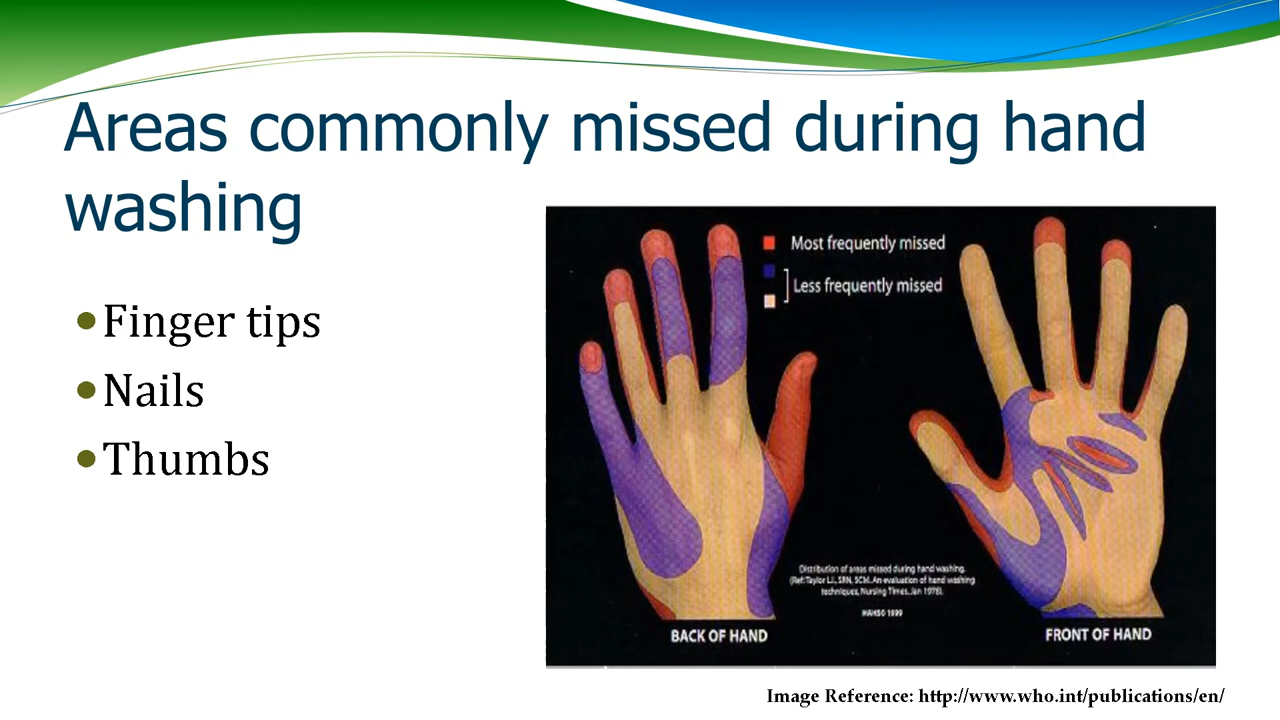 Areas commonly missed during hand
washing
• Finger tips
• Nails
• Thumbs
Most frequently missed
Less frequently missed
Distribution of areas missed during hand washing.
(Ref: Taylor LJ., SRN, SCM. An evaluation of hand washing
techniques, Nursing Times. Jan 1978).
HAHSO 1999
BACK OF HAND
FRONT OF HAND
Image Reference: http://www.who.int/publications/en/